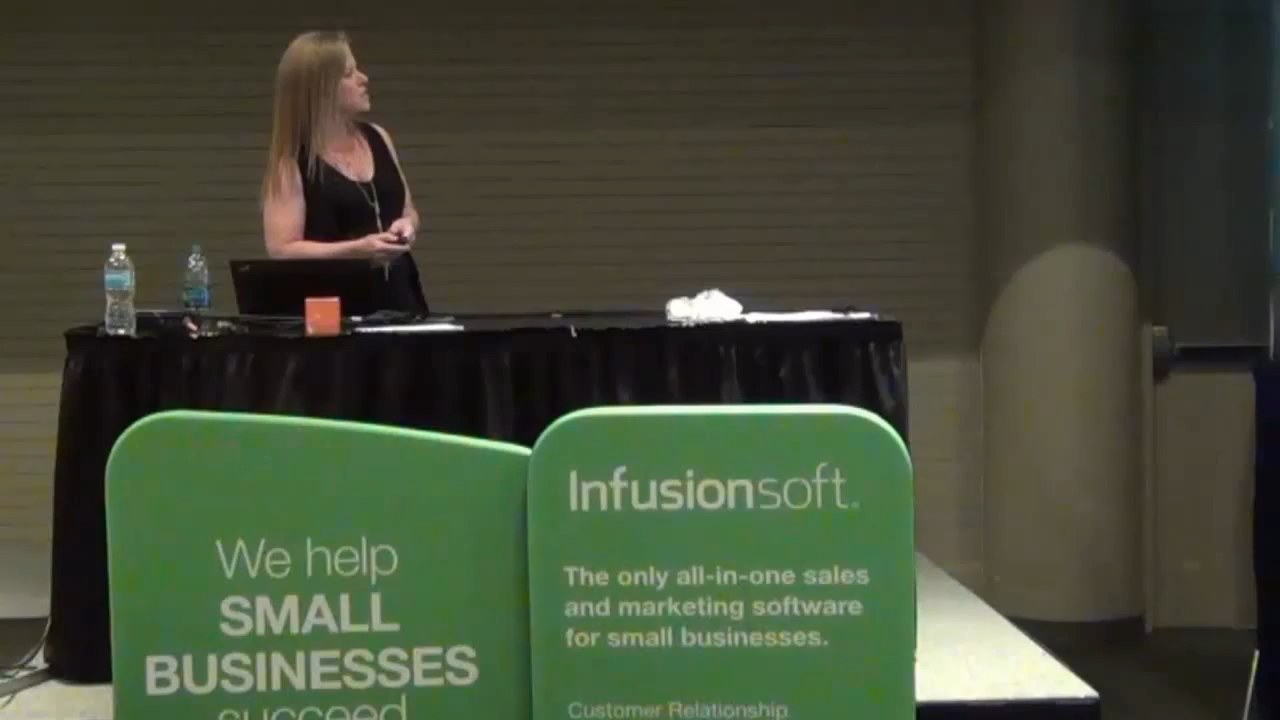 We help
SMALL
BUSINESSES
succeed
Infusionsoft.
The only all-in-one sales
and marketing software
for small businesses.
Customer Relationship